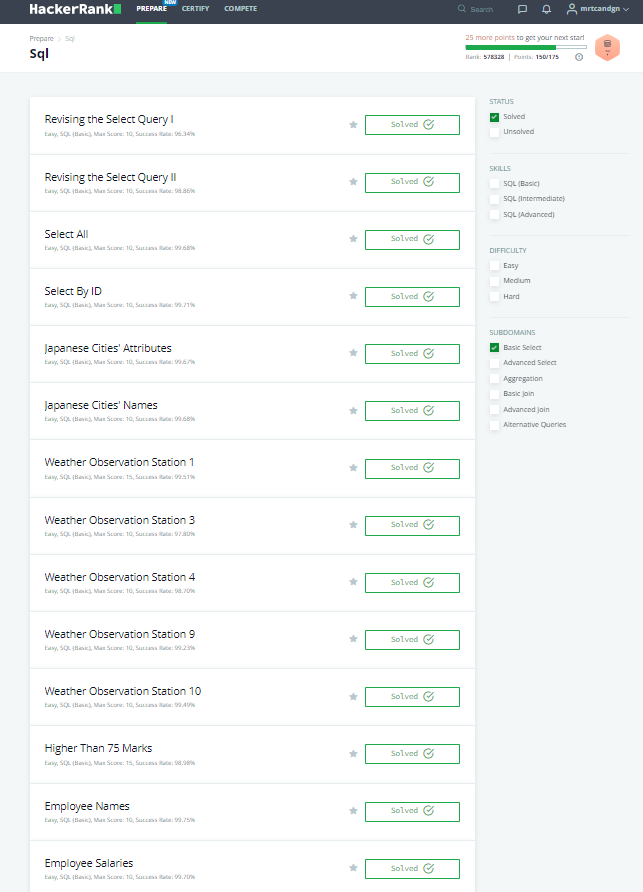 HackerRank
PREPARE NEW CERTIFY COMPETE Search mrtcandgn
Prepare > Sql
Sql
25 more points to get your next star!
Rank: 578328 | Points: 150/175
Revising the Select Query I
Easy, SQL (Basic), Max Score: 10, Success Rate: 96.34%
Solved
Revising the Select Query II
Easy, SQL (Basic), Max Score: 10, Success Rate: 98.86%
Solved
Select All
Easy, SQL (Basic), Max Score: 10, Success Rate: 99.68%
Solved
Select By ID
Easy, SQL (Basic), Max Score: 10, Success Rate: 99.71%
Solved
Japanese Cities' Attributes
Easy, SQL (Basic), Max Score: 10, Success Rate: 99.67%
Solved
Japanese Cities' Names
Easy, SQL (Basic), Max Score: 10, Success Rate: 99.68%
Solved
Weather Observation Station 1
Easy, SQL (Basic), Max Score: 15, Success Rate: 99.51%
Solved
Weather Observation Station 3
Easy, SQL (Basic), Max Score: 10, Success Rate: 97.80%
Solved
Weather Observation Station 4
Easy, SQL (Basic), Max Score: 10, Success Rate: 98.70%
Solved
Weather Observation Station 9
Easy, SQL (Basic), Max Score: 10, Success Rate: 99.23%
Solved
Weather Observation Station 10
Easy, SQL (Basic), Max Score: 10, Success Rate: 99.49%
Solved
Higher Than 75 Marks
Easy, SQL (Basic), Max Score: 15, Success Rate: 98.98%
Solved
Employee Names
Easy, SQL (Basic), Max Score: 10, Success Rate: 99.75%
Solved
Employee Salaries
Easy, SQL (Basic), Max Score: 10, Success Rate: 99.70%
Solved
STATUS
Solved
Unsolved
SKILLS
SQL (Basic)
SQL (Intermediate)
SQL (Advanced)
DIFFICULTY
Easy
Medium
Hard
SUBDOMAINS
Basic Select
Advanced Select
Aggregation
Basic Join
Advanced Join
Alternative Queries